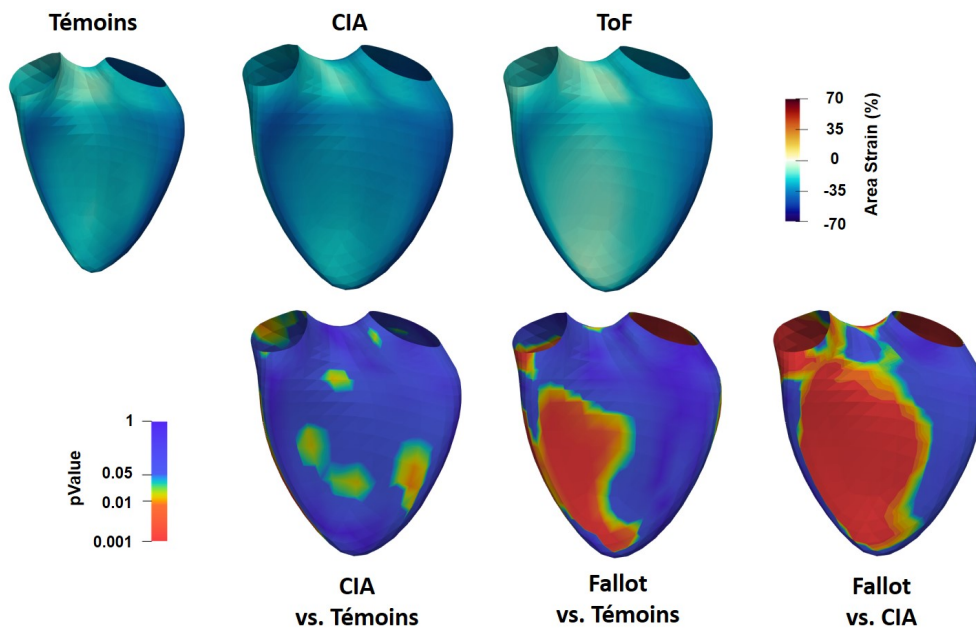 Témoins
CIA
ToF
70
35
0
-35
-70
Area Strain (%)
1
0.05
0.01
0.001
pValue
CIA
vs. Témoins
Fallot
vs. Témoins
Fallot
vs. CIA